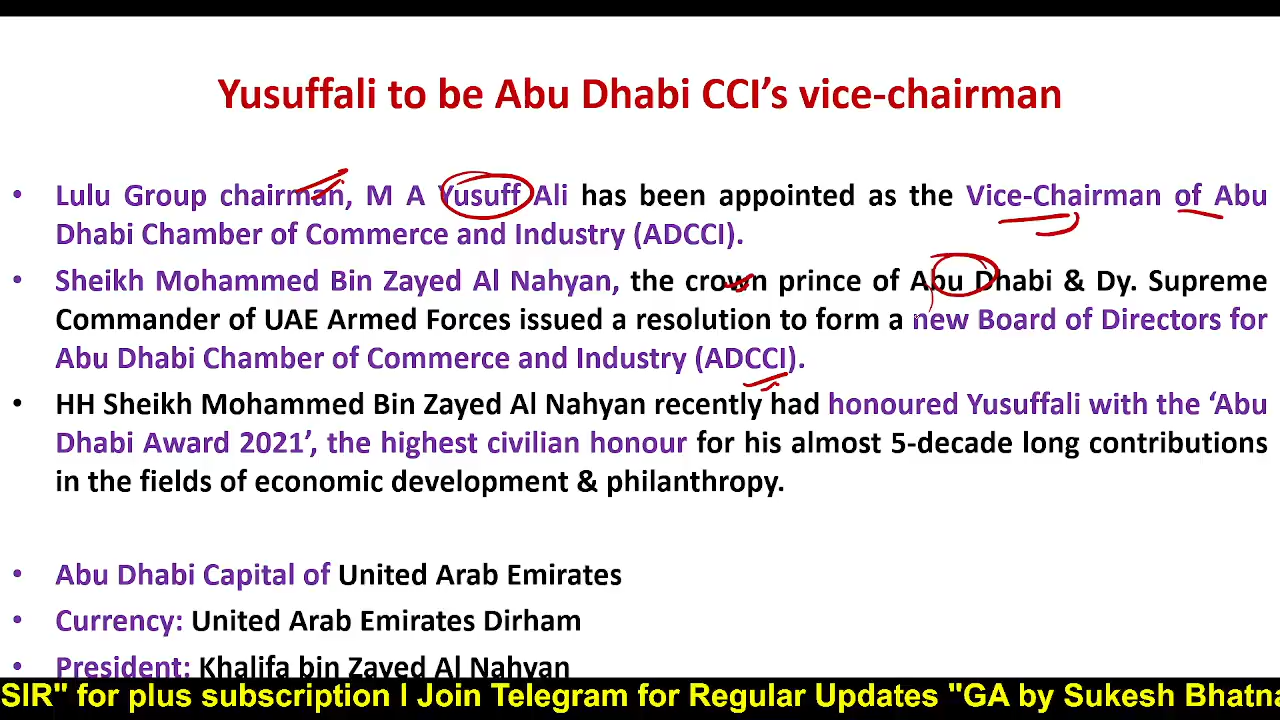 Yusuffali to be Abu Dhabi CCI’s vice-chairman
• Lulu Group chairman, M A Yusuff Ali has been appointed as the Vice-Chairman of Abu
Dhabi Chamber of Commerce and Industry (ADCCI).
• Sheikh Mohammed Bin Zayed Al Nahyan, the crown prince of Abu Dhabi & Dy. Supreme
Commander of UAE Armed Forces issued a resolution to form a new Board of Directors for
Abu Dhabi Chamber of Commerce and Industry (ADCCI).
• HH Sheikh Mohammed Bin Zayed Al Nahyan recently had honoured Yusuffali with the ‘Abu
Dhabi Award 2021’, the highest civilian honour for his almost 5-decade long contributions
in the fields of economic development & philanthropy.
• Abu Dhabi Capital of United Arab Emirates
• Currency: United Arab Emirates Dirham
• President: Khalifa bin Zayed Al Nahyan
SIR" for plus subscription I Join Telegram for Regular Updates "GA by Sukesh Bhatna